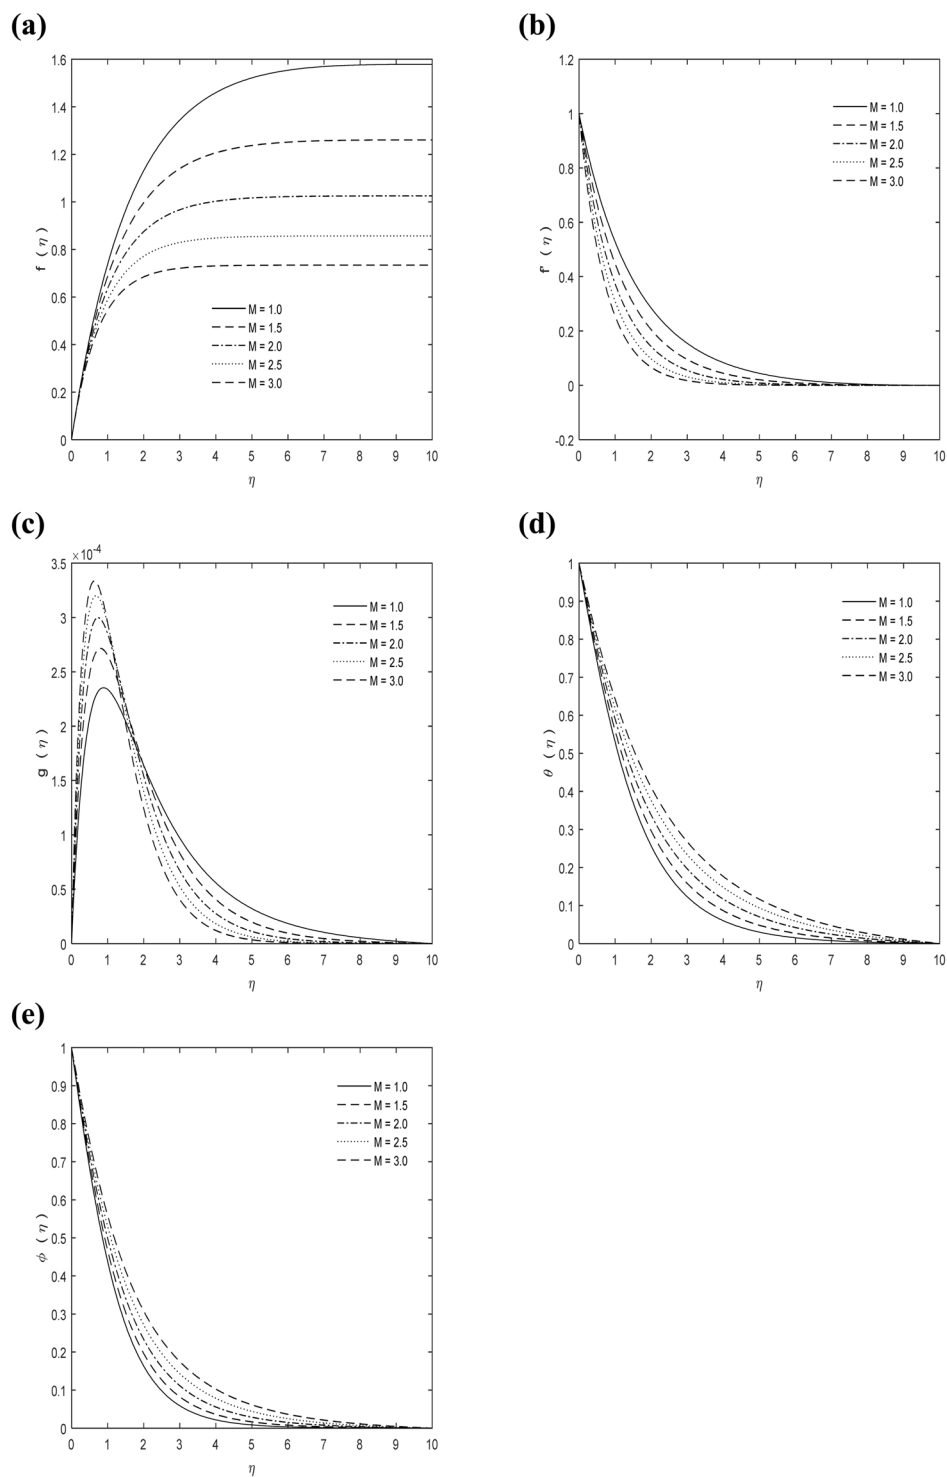 (a)
1.6
1.4
1.2
1
0.8
0.6
0.4
0.2
0
f ( η )
M = 1.0
M = 1.5
M = 2.0
M = 2.5
M = 3.0
0 1 2 3 4 5 6 7 8 9 10
η
(b)
1.2
1
0.8
0.6
0.4
0.2
0
-0.2
f' ( η )
M = 1.0
M = 1.5
M = 2.0
M = 2.5
M = 3.0
0 1 2 3 4 5 6 7 8 9 10
η
(c)
×10⁻⁴
3.5
3
2.5
2
1.5
1
0.5
0
g ( η )
M = 1.0
M = 1.5
M = 2.0
M = 2.5
M = 3.0
0 1 2 3 4 5 6 7 8 9 10
η
(d)
1
0.9
0.8
0.7
0.6
0.5
0.4
0.3
0.2
0.1
0
θ ( η )
M = 1.0
M = 1.5
M = 2.0
M = 2.5
M = 3.0
0 1 2 3 4 5 6 7 8 9 10
η
(e)
1
0.9
0.8
0.7
0.6
0.5
0.4
0.3
0.2
0.1
0
ϕ ( η )
M = 1.0
M = 1.5
M = 2.0
M = 2.5
M = 3.0
0 1 2 3 4 5 6 7 8 9 10
η